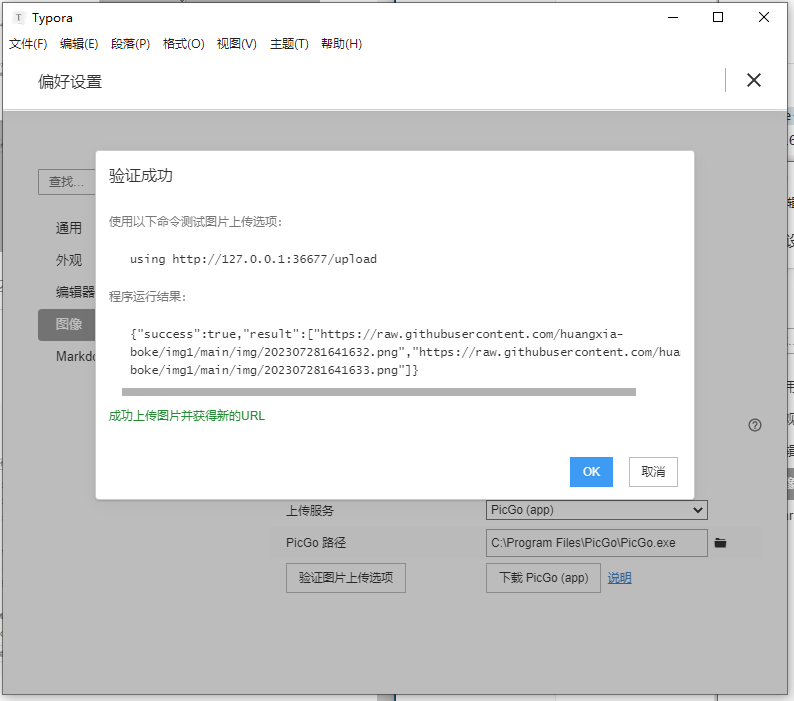 Typora
文件(F) 编辑(E) 段落(P) 格式(O) 视图(V) 主题(T) 帮助(H)
偏好设置
查找...
通用
外观
编辑器
图像
Markdo
验证成功
使用以下命令测试图片上传选项:
using http://127.0.0.1:36677/upload
程序运行结果:
{"success":true,"result":["https://raw.githubusercontent.com/huangxia-
boke/img1/main/img/202307281641632.png","https://raw.githubusercontent.com/hua
boke/img1/main/img/202307281641633.png"]}
成功上传图片并获得新的URL
OK 取消
上传服务 PicGo (app)
PicGo 路径 C:\Program Files\PicGo\PicGo.exe
验证图片上传选项 下载 PicGo (app) 说明